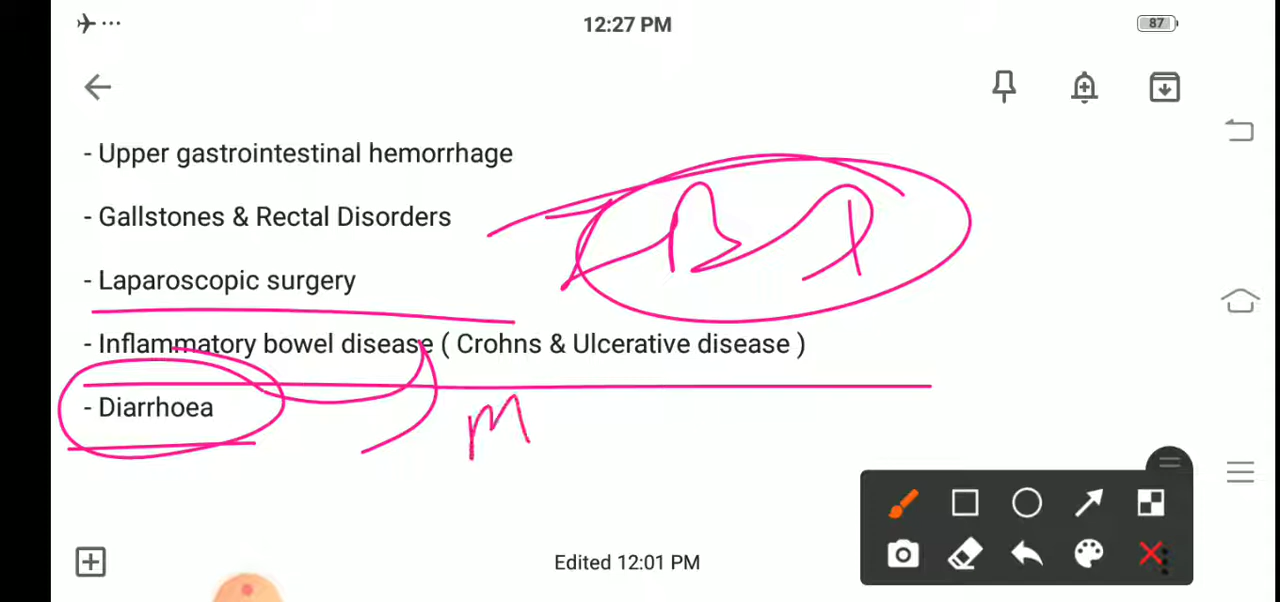 12:27 PM
87
- Upper gastrointestinal hemorrhage
- Gallstones & Rectal Disorders
B P
- Laparoscopic surgery
- Inflammatory bowel disease ( Crohns & Ulcerative disease )
- Diarrhoea
M
Edited 12:01 PM